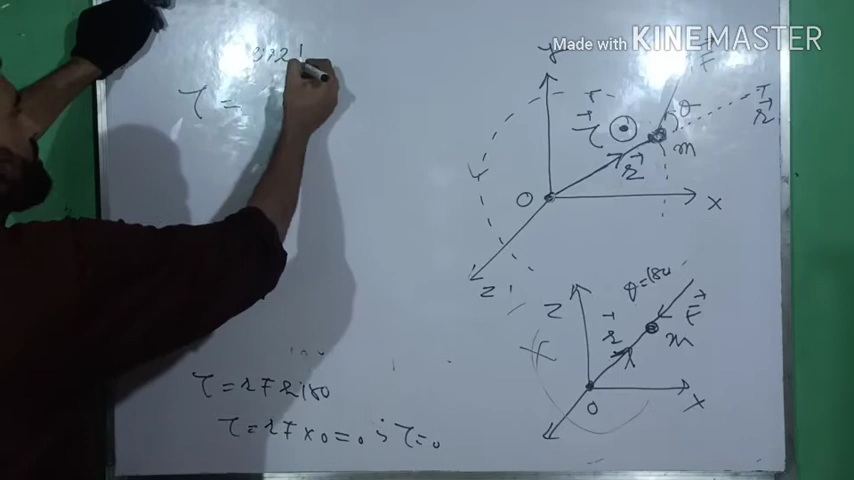 Made with KINEMASTER
y
F
θ
τ =
r
τ
r
m
O
X
Z
θ=180
Z
F
r
m
τ = rF sin180
X
O
τ = rF x 0 = 0 ; τ = 0